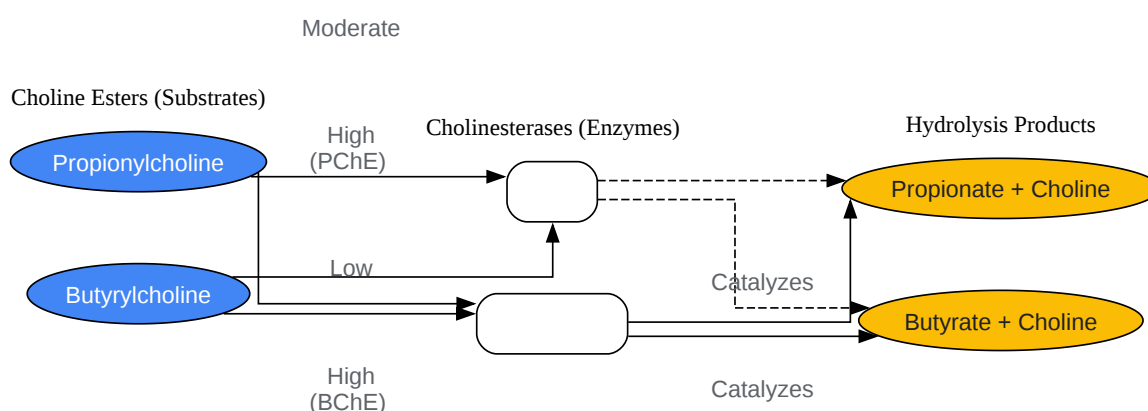 Moderate
Choline Esters (Substrates)
Propionylcholine
High
(PChE)
Cholinesterases (Enzymes)
Hydrolysis Products
Propionate + Choline
Low
Butyrylcholine
Catalyzes
Butyrate + Choline
High
(BChE)
Catalyzes